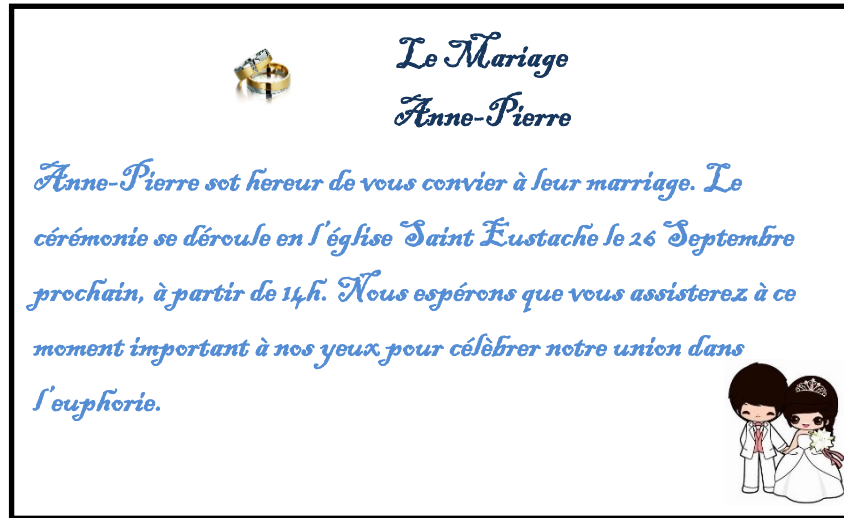 Le Mariage
Anne-Pierre
Anne-Pierre sot hereur de vous convier à leur marriage. Le
cérémonie se déroule en l'église Saint Eustache le 26 Septembre
prochain, à partir de 14h. Nous espérons que vous assisterez à ce
moment important à nos yeux pour célèbrer notre union dans
l'euphorie.